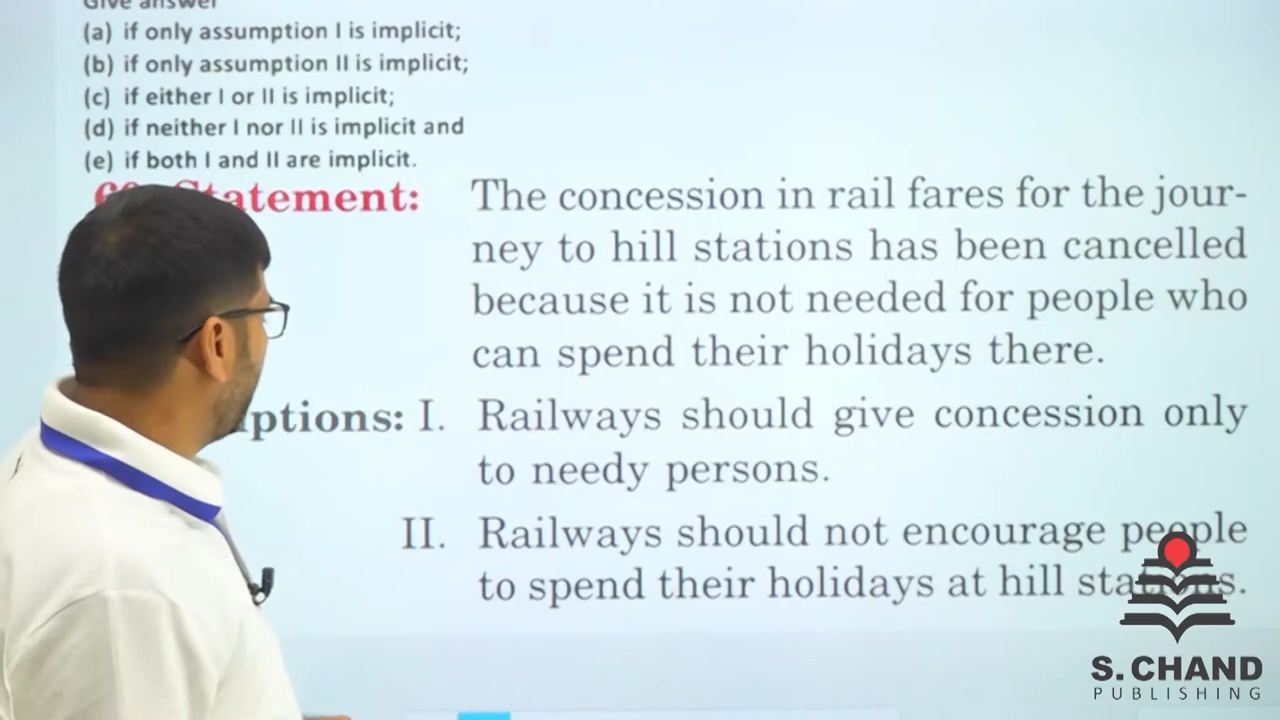 Give answer
(a) if only assumption I is implicit;
(b) if only assumption II is implicit;
(c) if either I or II is implicit;
(d) if neither I nor II is implicit and
(e) if both I and II are implicit.
Statement: The concession in rail fares for the jour-
ney to hill stations has been cancelled
because it is not needed for people who
can spend their holidays there.
ptions: I. Railways should give concession only
to needy persons.
II. Railways should not encourage people
to spend their holidays at hill stations.
S. CHAND
PUBLISHING